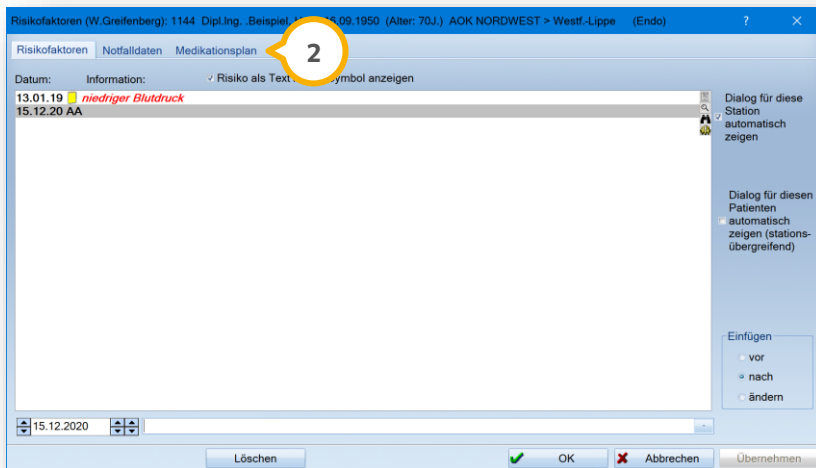 Risikofaktoren (W.Greifenberg): 1144 Dipl.Ing. .Beispiel, .09.1950 (Alter: 70J.) AOK NORDWEST > Westf.-Lippe (Endo) ?
Risikofaktoren Notfalldaten Medikationsplan
2
Datum: Information: Risiko als Text ymbol anzeigen
13.01.19 niedriger Blutdruck
15.12.20 AA
Dialog für diese
Station
automatisch
zeigen
Dialog für diesen
Patienten
automatisch
zeigen (stations-
übergreifend)
Einfügen
vor
nach
ändern
15.12.2020
Löschen OK Abbrechen Übernehmen